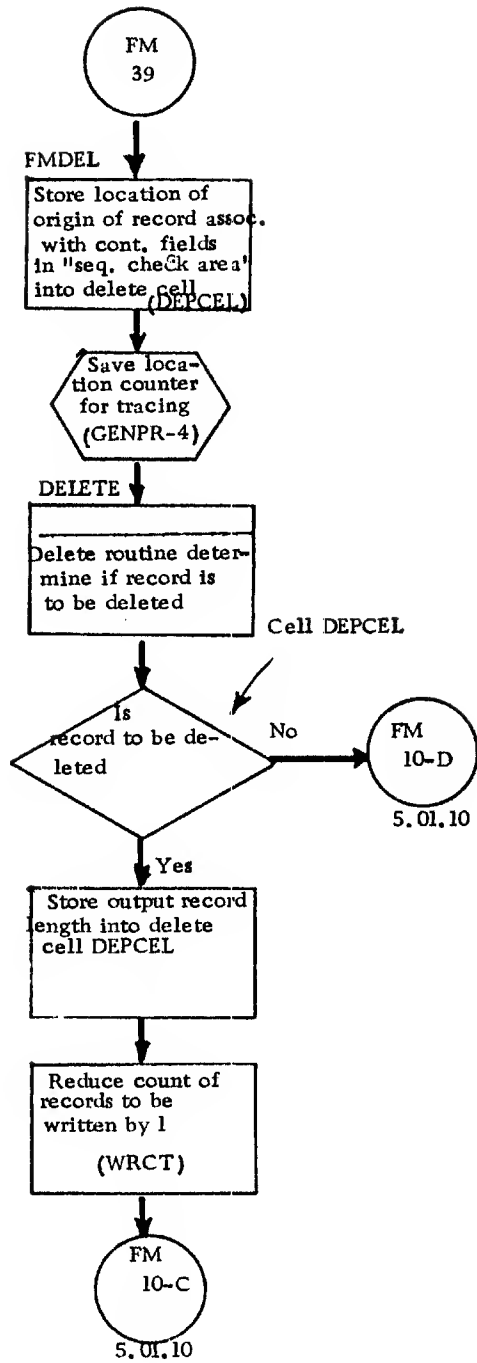 FM
39
FMDEL
Store location of
origin of record assoc.
with cont. fields
in "seq. check area'
into delete cell
(DEPCEL)
Save loca-
tion counter
for tracing
(GENPR-4)
DELETE
Delete routine deter-
mine if record is
to be deleted
Cell DEPCEL
Is
record to be de-
leted
No
FM
10-D
5.01.10
Yes
Store output record
length into delete
cell DEPCEL
Reduce count of
records to be
written by 1
(WRCT)
FM
10-C
5.01.10